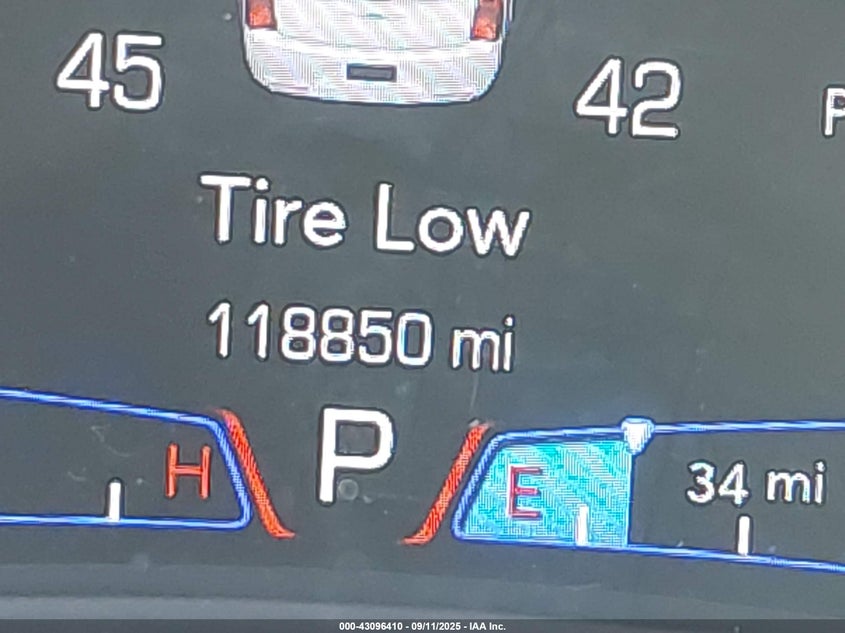 45
42
P
Tire Low
118850 mi
H
P
E
34 mi
000-43096410 - 09/11/2025 - IAA Inc.